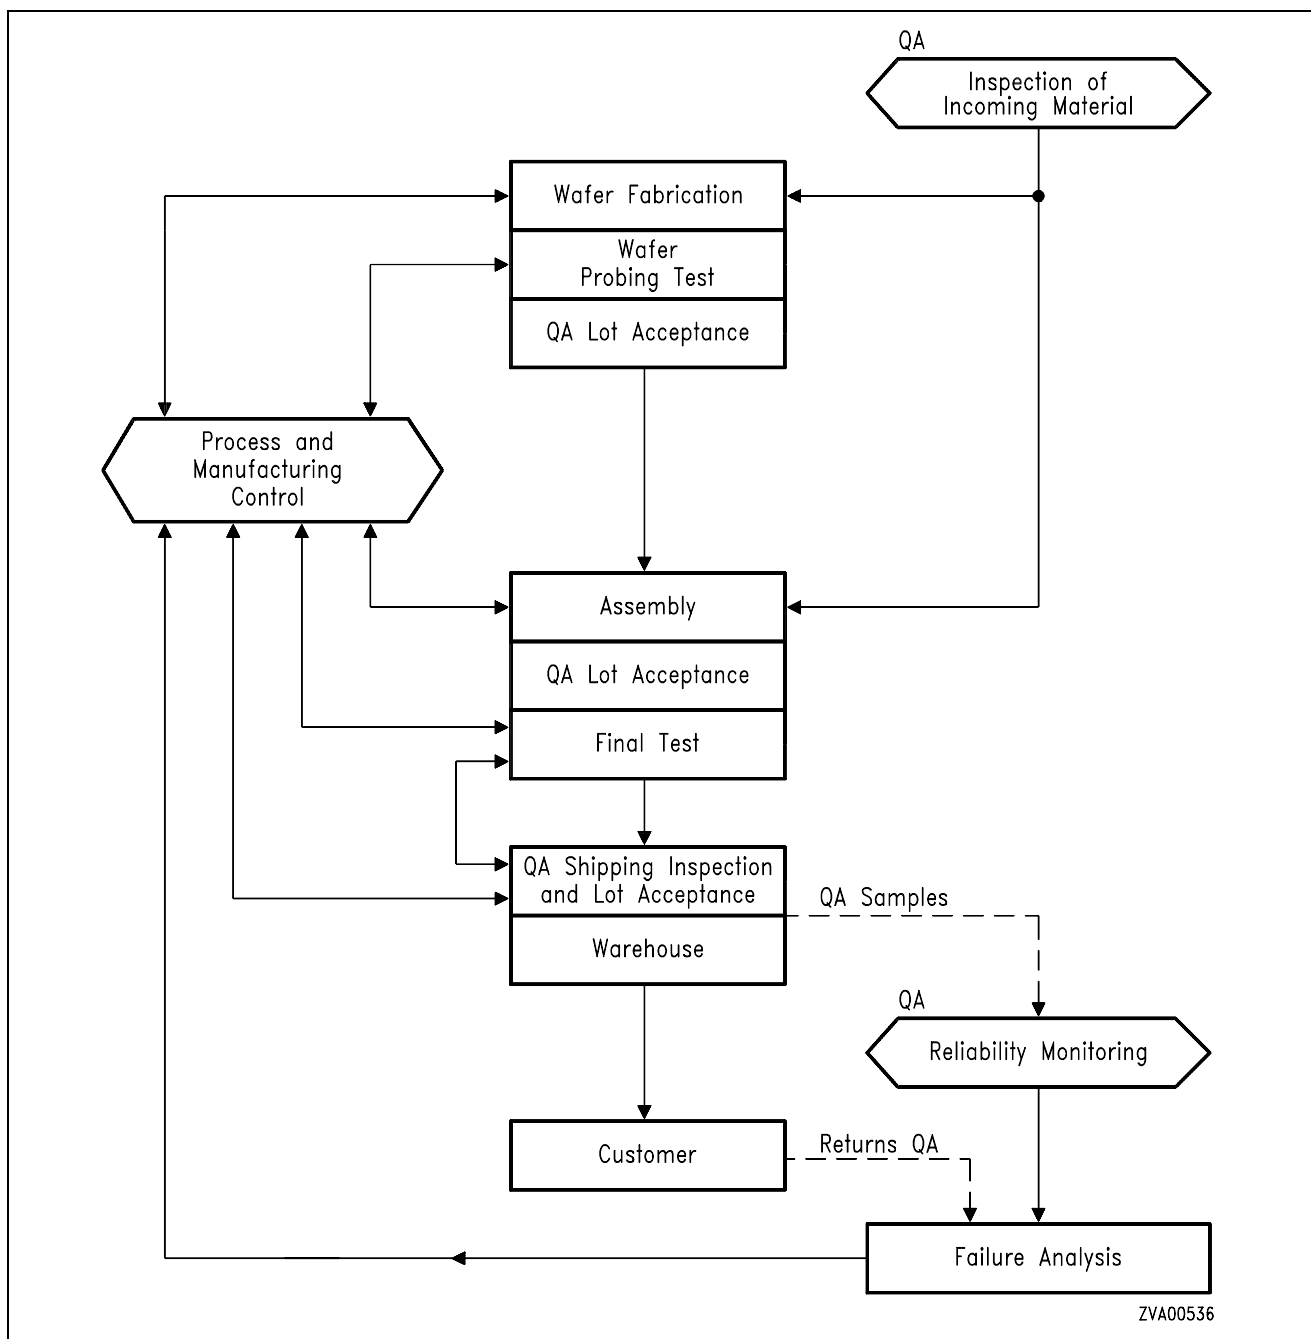 QA
Inspection of
Incoming Material
Wafer Fabrication
Wafer
Probing Test
QA Lot Acceptance
Process and
Manufacturing
Control
Assembly
QA Lot Acceptance
Final Test
QA Shipping Inspection
and Lot Acceptance
QA Samples
Warehouse
QA
Reliability Monitoring
Customer
Returns QA
Failure Analysis
ZVA00536